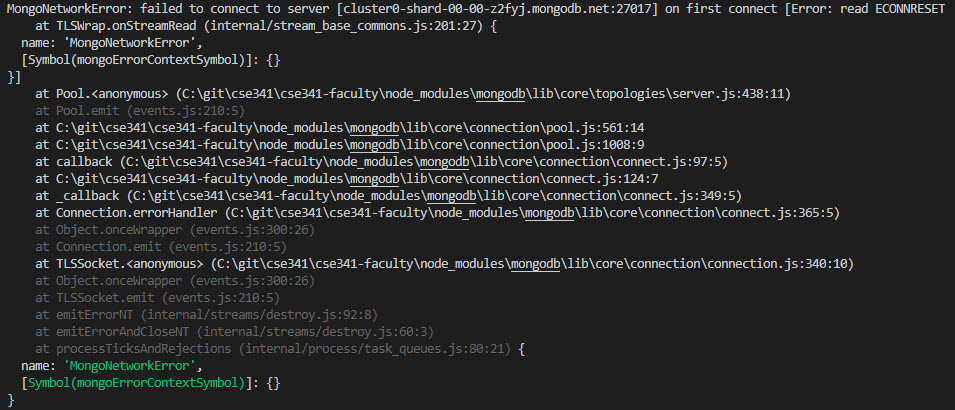 MongoNetworkError: failed to connect to server [cluster0-shard-00-00-z2fyj.mongodb.net:27017] on first connect [Error: read ECONNRESET
    at TLSWrap.onStreamRead (internal/stream_base_commons.js:201:27) {
  name: 'MongoNetworkError',
  [Symbol(mongoErrorContextSymbol)]: {}
}]
    at Pool.<anonymous> (C:\git\cse341\cse341-faculty\node_modules\mongodb\lib\core\topologies\server.js:438:11)
    at Pool.emit (events.js:210:5)
    at C:\git\cse341\cse341-faculty\node_modules\mongodb\lib\core\connection\pool.js:561:14
    at C:\git\cse341\cse341-faculty\node_modules\mongodb\lib\core\connection\pool.js:1008:9
    at callback (C:\git\cse341\cse341-faculty\node_modules\mongodb\lib\core\connection\connect.js:97:5)
    at C:\git\cse341\cse341-faculty\node_modules\mongodb\lib\core\connection\connect.js:124:7
    at _callback (C:\git\cse341\cse341-faculty\node_modules\mongodb\lib\core\connection\connect.js:349:5)
    at Connection.errorHandler (C:\git\cse341\cse341-faculty\node_modules\mongodb\lib\core\connection\connect.js:365:5)
    at Object.onceWrapper (events.js:300:26)
    at Connection.emit (events.js:210:5)
    at TLSSocket.<anonymous> (C:\git\cse341\cse341-faculty\node_modules\mongodb\lib\core\connection\connection.js:340:10)
    at Object.onceWrapper (events.js:300:26)
    at TLSSocket.emit (events.js:210:5)
    at emitErrorNT (internal/streams/destroy.js:92:8)
    at emitErrorAndCloseNT (internal/streams/destroy.js:60:3)
    at processTicksAndRejections (internal/process/task_queues.js:80:21) {
  name: 'MongoNetworkError',
  [Symbol(mongoErrorContextSymbol)]: {}
}